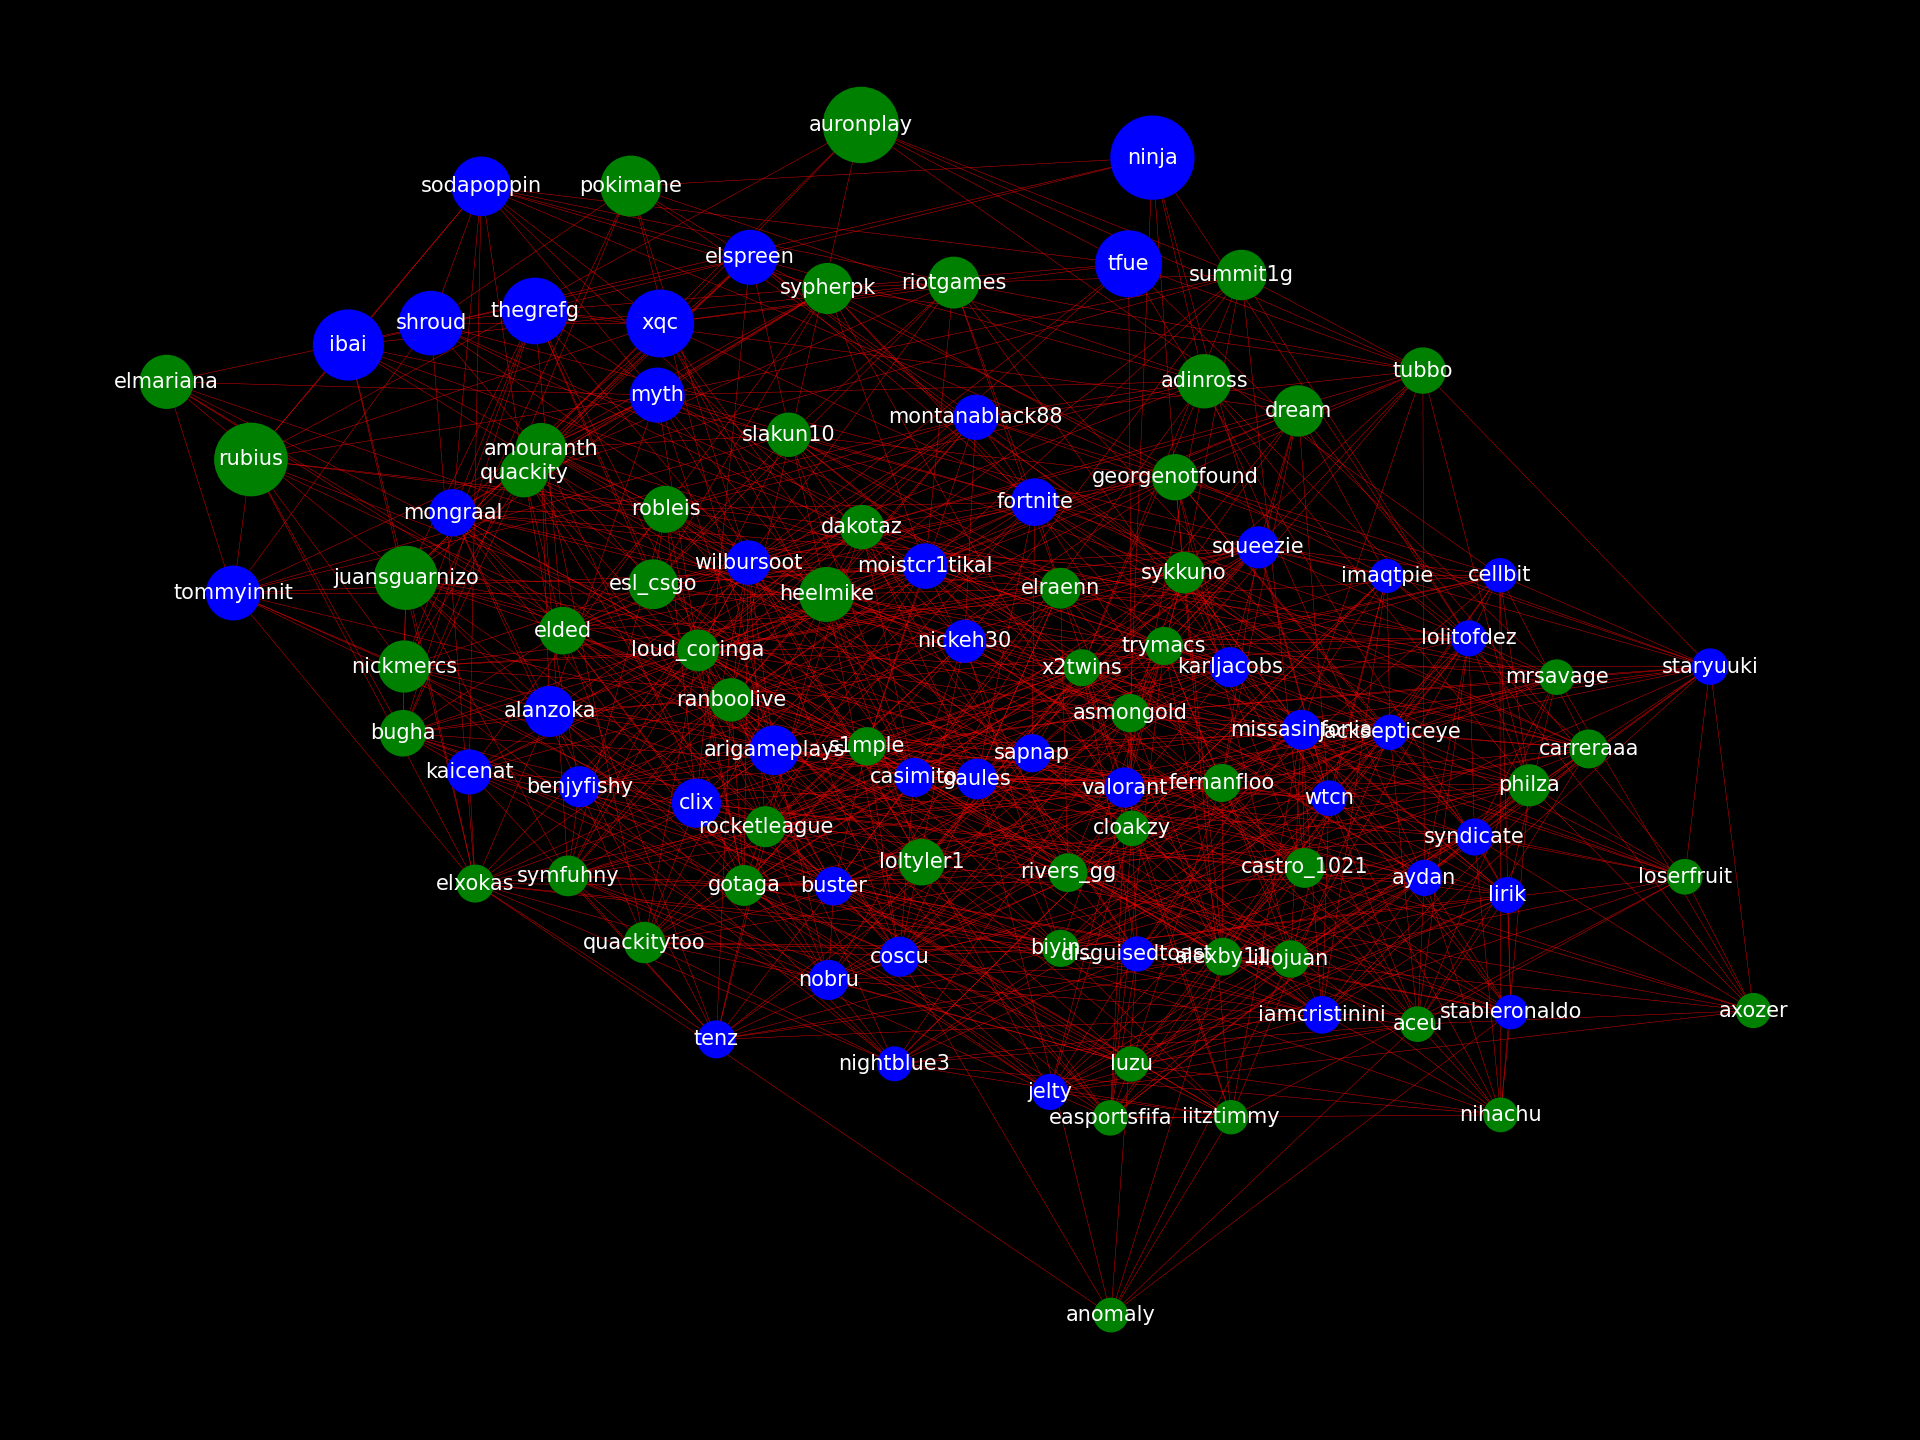 auronplay
ninja
sodapoppin
pokimane
elspreen
tfue
summit1g
riotgames
sypherpk
thegrefg
shroud
xqc
ibai
tubbo
elmariana
adinross
myth
dream
montanablack88
slakun10
amouranth
rubius
quackity
georgenotfound
fortnite
robleis
mongraal
dakotaz
squeezie
wilbursoot
moistcr1tikal
sykkuno
imaqtpie
cellbit
juansguarnizo
esl_csgo
elraenn
tommyinnit
heelmike
elded
nickeh30
lolitofdez
trymacs
loud_coringa
nickmercs
x2twins
karljacobs
staryuuki
mrsavage
ranboolive
alanzoka
asmongold
missasinfonia
jacksepticeye
bugha
arigameplays
s1mple
sapnap
carreraaa
kaicenat
casimito
gaules
benjyfishy
valorant
fernanfloo
philza
wtcn
clix
rocketleague
cloakzy
syndicate
loltyler1
castro_1021
rivers_gg
symfuhny
elxokas
gotaga
buster
aydan
loserfruit
lirik
quackitytoo
biyin_
disguisedtoast
coscu
alexby11
illojuan
nobru
axozer
iamcristinini
stableronaldo
aceu
tenz
nightblue3
luzu
jelty
easportsfifa
iitztimmy
nihachu
anomaly